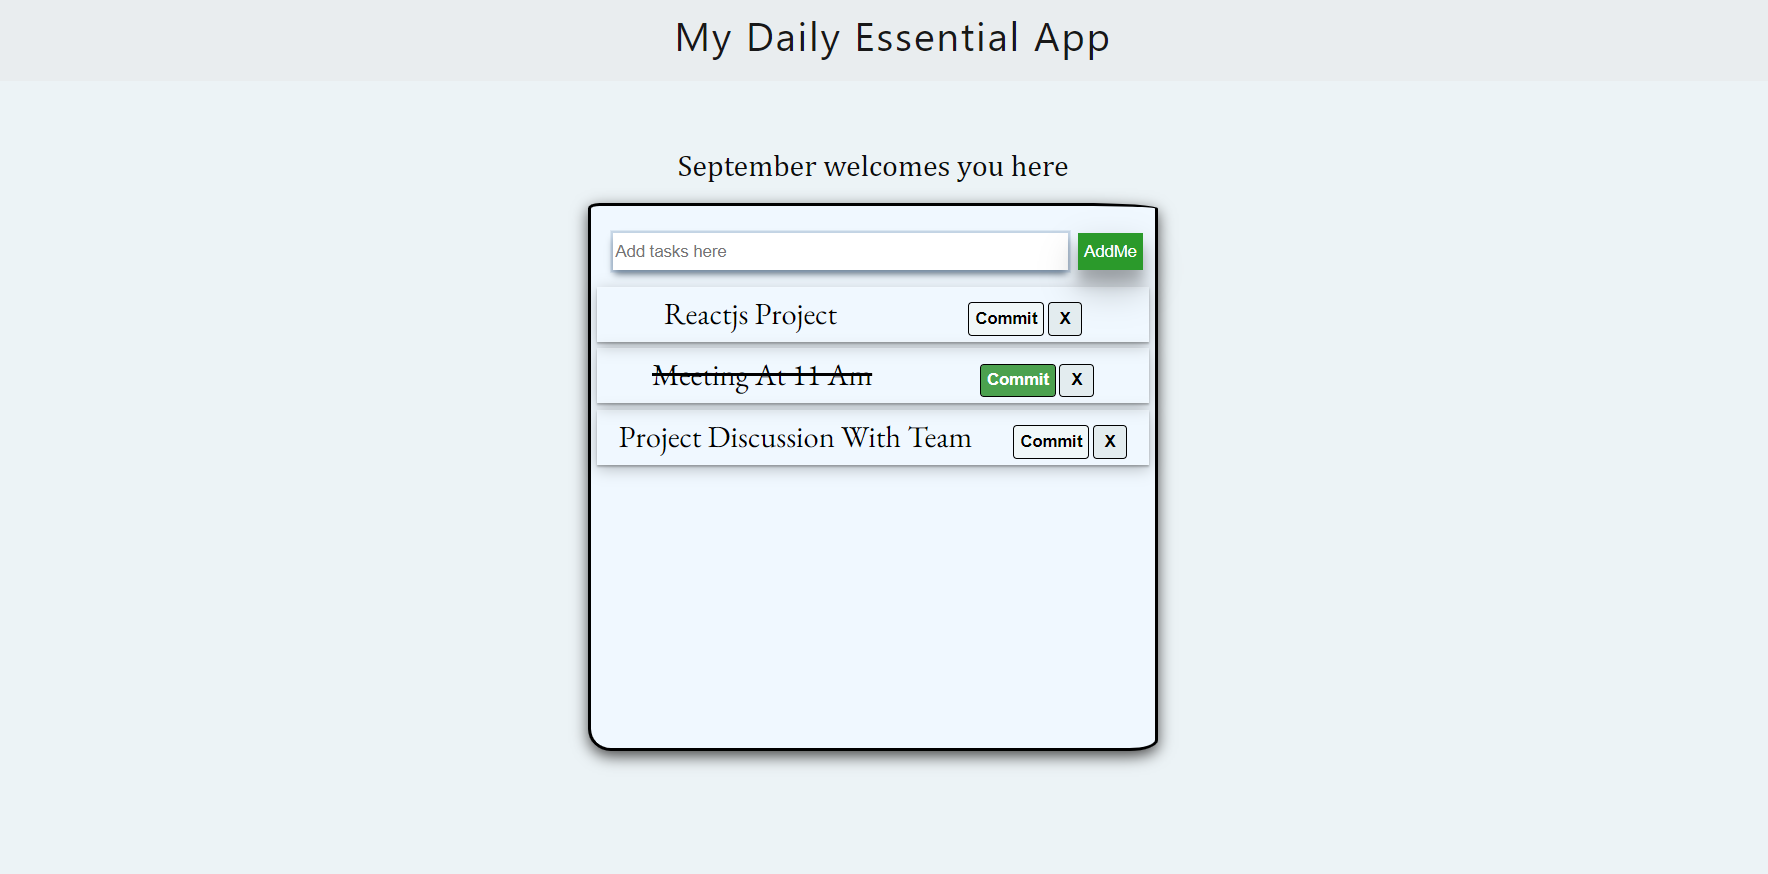 My Daily Essential App
September welcomes you here
Add tasks here AddMe
Reactjs Project Commit X
Meeting At 11 Am Commit X
Project Discussion With Team Commit X